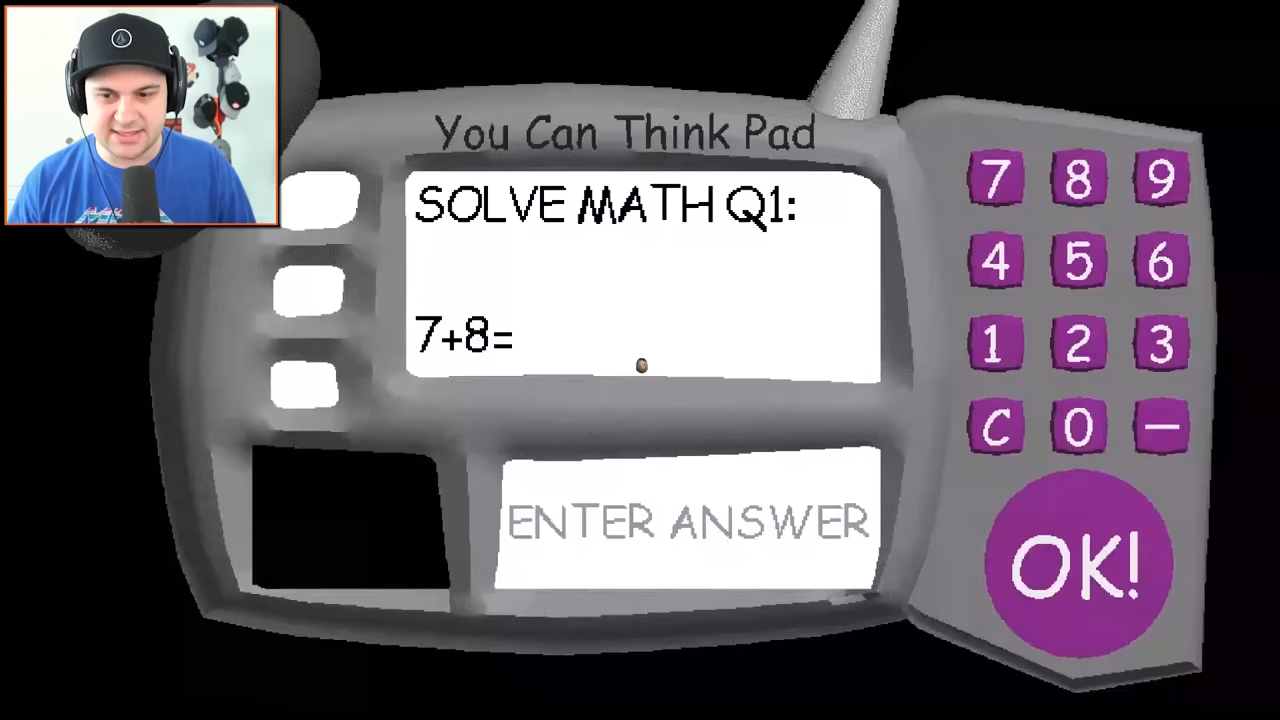 You Can Think Pad
SOLVE MATH Q1:
7+8=
ENTER ANSWER
7 8 9
4 5 6
1 2 3
C 0 —
OK!